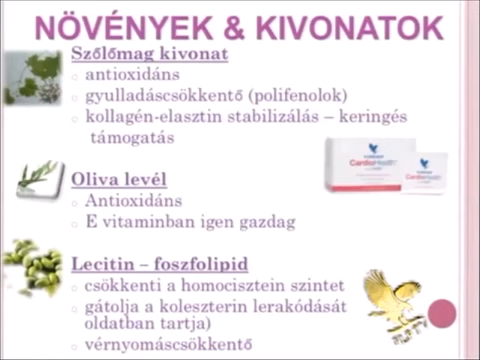 NÖVÉNYEK & KIVONATOK
Szőlőmag kivonat
antioxidáns
gyulladáscsökkentő (polifenolok)
kollagén-elasztin stabilizálás – keringés
támogatás
CardioHealth
Oliva levél
Antioxidáns
E vitaminban igen gazdag
Lecitin – foszfolipid
csökkenti a homocisztein szintet
gátolja a koleszterin lerakódását
oldatban tartja)
vérnyomáscsökkentő